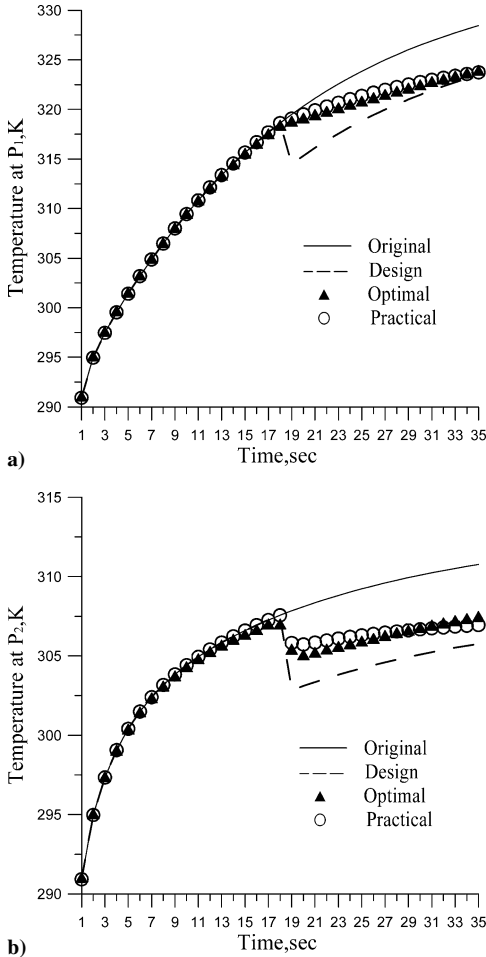 330
325
320
315
310
305
300
295
290
Temperature at P1,K
Original
Design
Optimal
Practical
1 3 5 7 9 11 13 15 17 19 21 23 25 27 29 31 33 35
Time,sec
a)
315
310
305
300
295
290
Temperature at P2,K
Original
Design
Optimal
Practical
1 3 5 7 9 11 13 15 17 19 21 23 25 27 29 31 33 35
Time,sec
b)